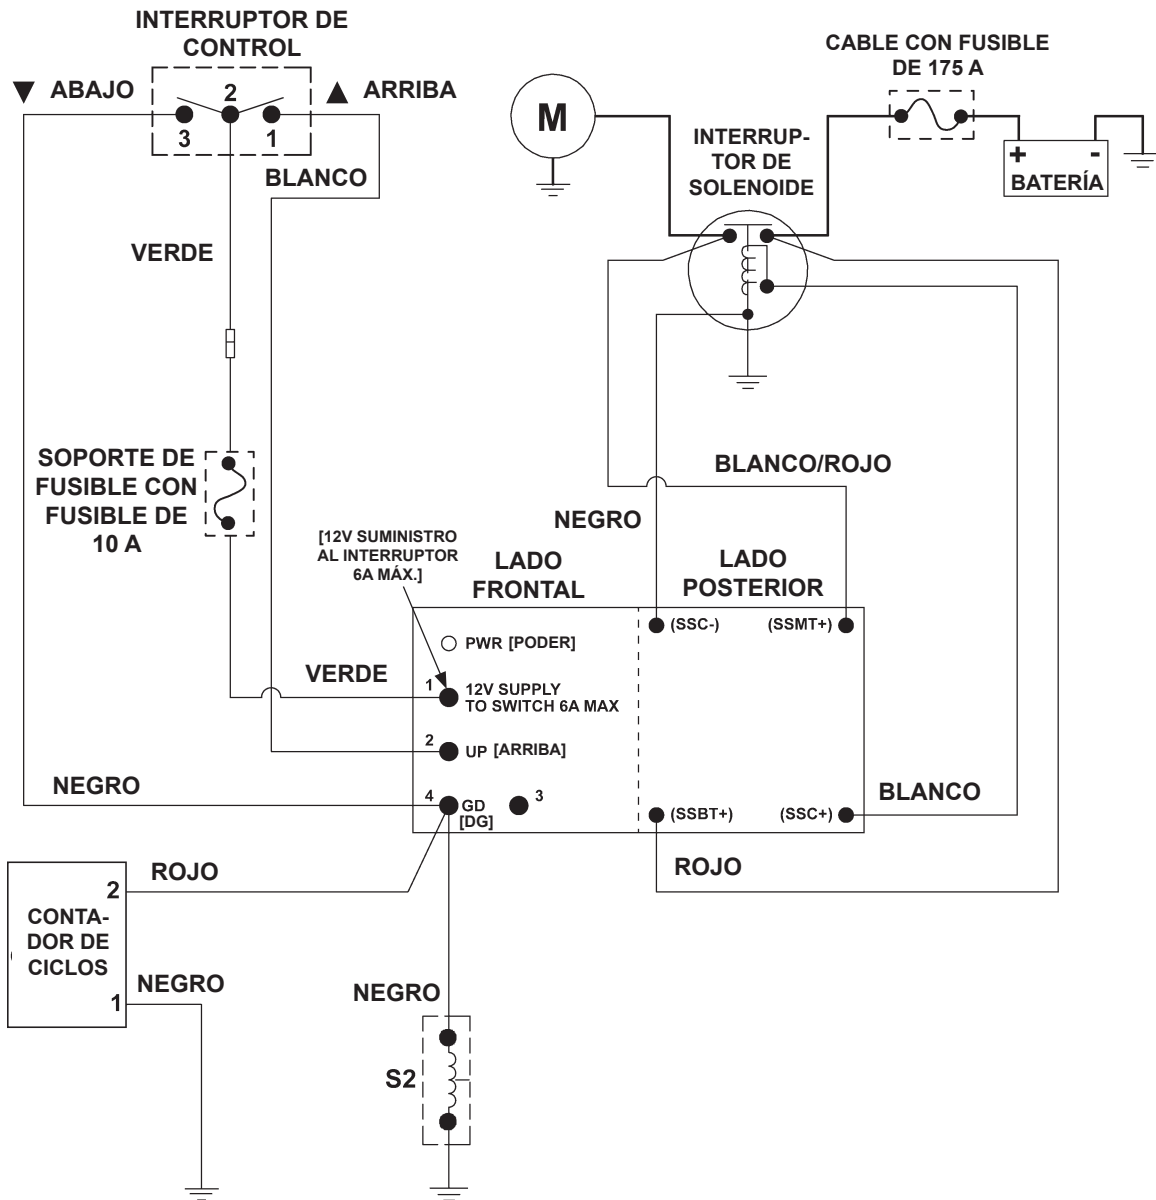 INTERRUPTOR DE
CONTROL
▼ ABAJO
▲ ARRIBA
2
3
1
BLANCO
VERDE
M
CABLE CON FUSIBLE
DE 175 A
INTERRUP-
TOR DE
SOLENOIDE
+ -
BATERÍA
SOPORTE DE
FUSIBLE CON
FUSIBLE DE
10 A
BLANCO/ROJO
NEGRO
[12V SUMINISTRO
AL INTERRUPTOR
6A MÁX.]
LADO
FRONTAL
LADO
POSTERIOR
PWR [PODER]
(SSC-)
(SSMT+)
VERDE
1
12V SUPPLY
TO SWITCH 6A MAX
2
UP [ARRIBA]
NEGRO
4
GD
[DG]
3
(SSBT+)
(SSC+)
BLANCO
ROJO
ROJO
2
CONTA-
DOR DE
CICLOS
1
NEGRO
NEGRO
S2